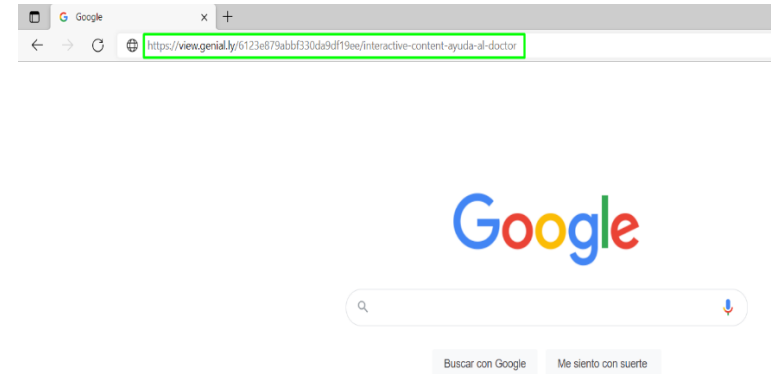 Google
https://view.genial.ly/6123e879abbf330da9df19ee/interactive-content-ayuda-al-doctor
Google
Buscar con Google Me siento con suerte